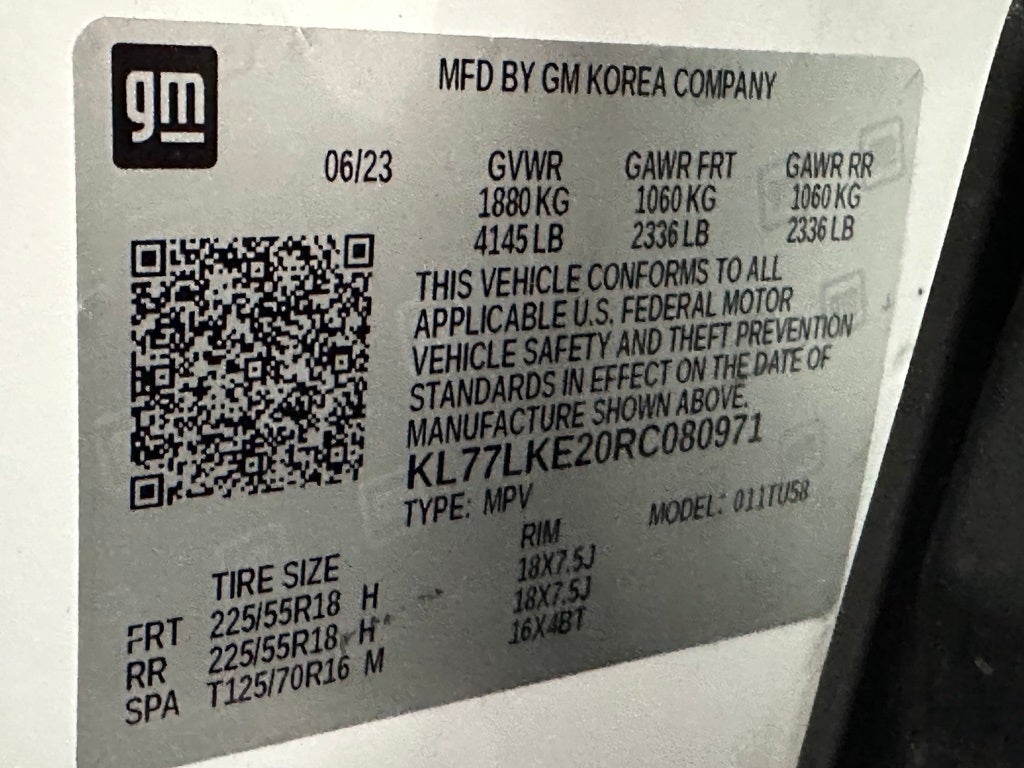 gm
MFD BY GM KOREA COMPANY
06/23 GVWR GAWR FRT GAWR RR
1880 KG 1060 KG 1060 KG
4145 LB 2336 LB 2336 LB
THIS VEHICLE CONFORMS TO ALL
APPLICABLE U.S. FEDERAL MOTOR
VEHICLE SAFETY AND THEFT PREVENTION
STANDARDS IN EFFECT ON THE DATE OF
MANUFACTURE SHOWN ABOVE.
KL77LKE20RC080971
TYPE: MPV MODEL: 011TU58
TIRE SIZE RIM
FRT 225/55R18 H 18X7.5J
RR 225/55R18 H 18X7.5J
SPA T125/70R16 M 16X4BT